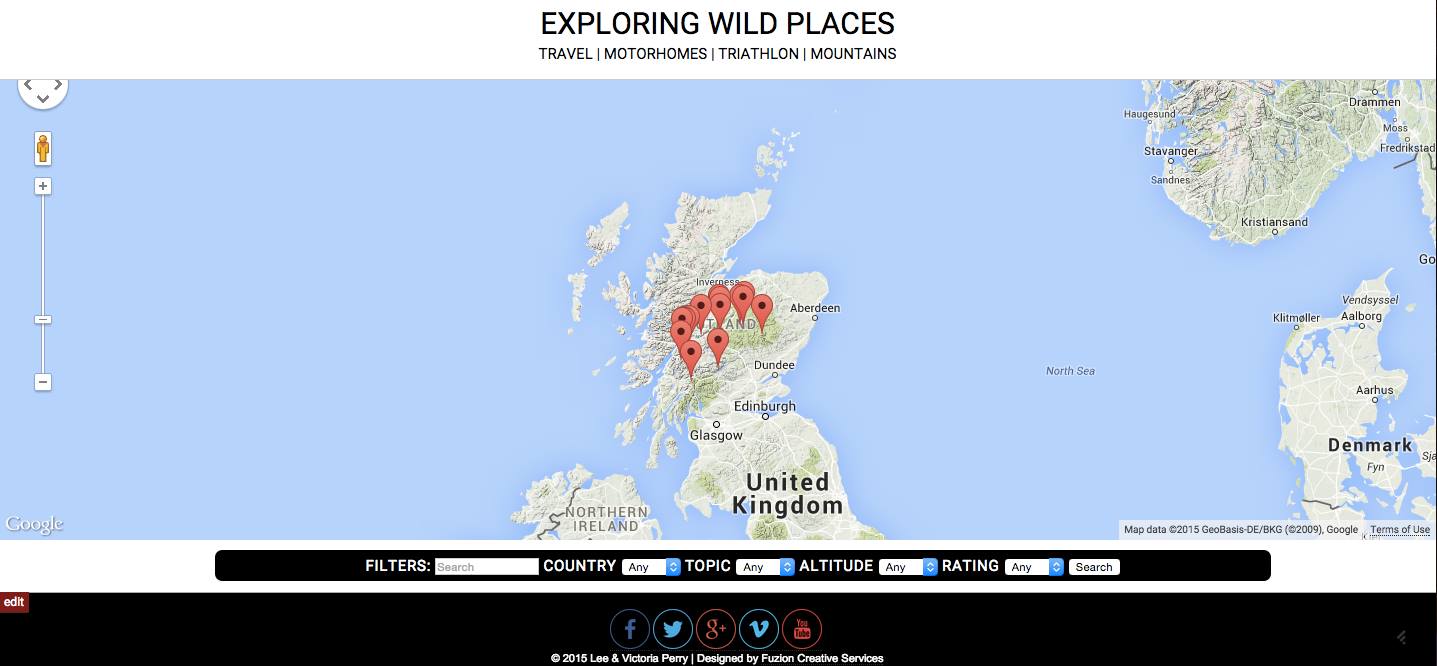 EXPLORING WILD PLACES
TRAVEL | MOTORHOMES | TRIATHLON | MOUNTAINS
Drammen
Haugesund
Moss
Stavanger
Fredrikstad
Sandnes
Kristiansand
Go
Inverness
Vendsyssel
Aberdeen
Klitmøller
Aalborg
TLAND
Dundee
North Sea
Aarhus
Edinburgh
Glasgow
Denmark
Sja
Fyn
United
Kingdom
NORTHERN
IRELAND
Google
Map data ©2015 GeoBasis-DE/BKG (©2009), Google
Terms of Use
FILTERS: Search COUNTRY Any TOPIC Any ALTITUDE Any RATING Any Search
edit
f
g+
v
You
Tube
© 2015 Lee & Victoria Perry | Designed by Fuzion Creative Services